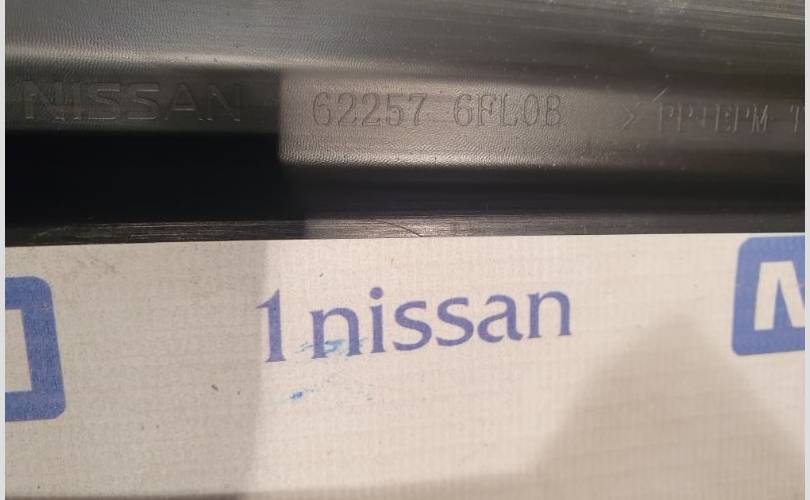 NISSAN 62257 6FL0B >PP+EPM-T
1nissan